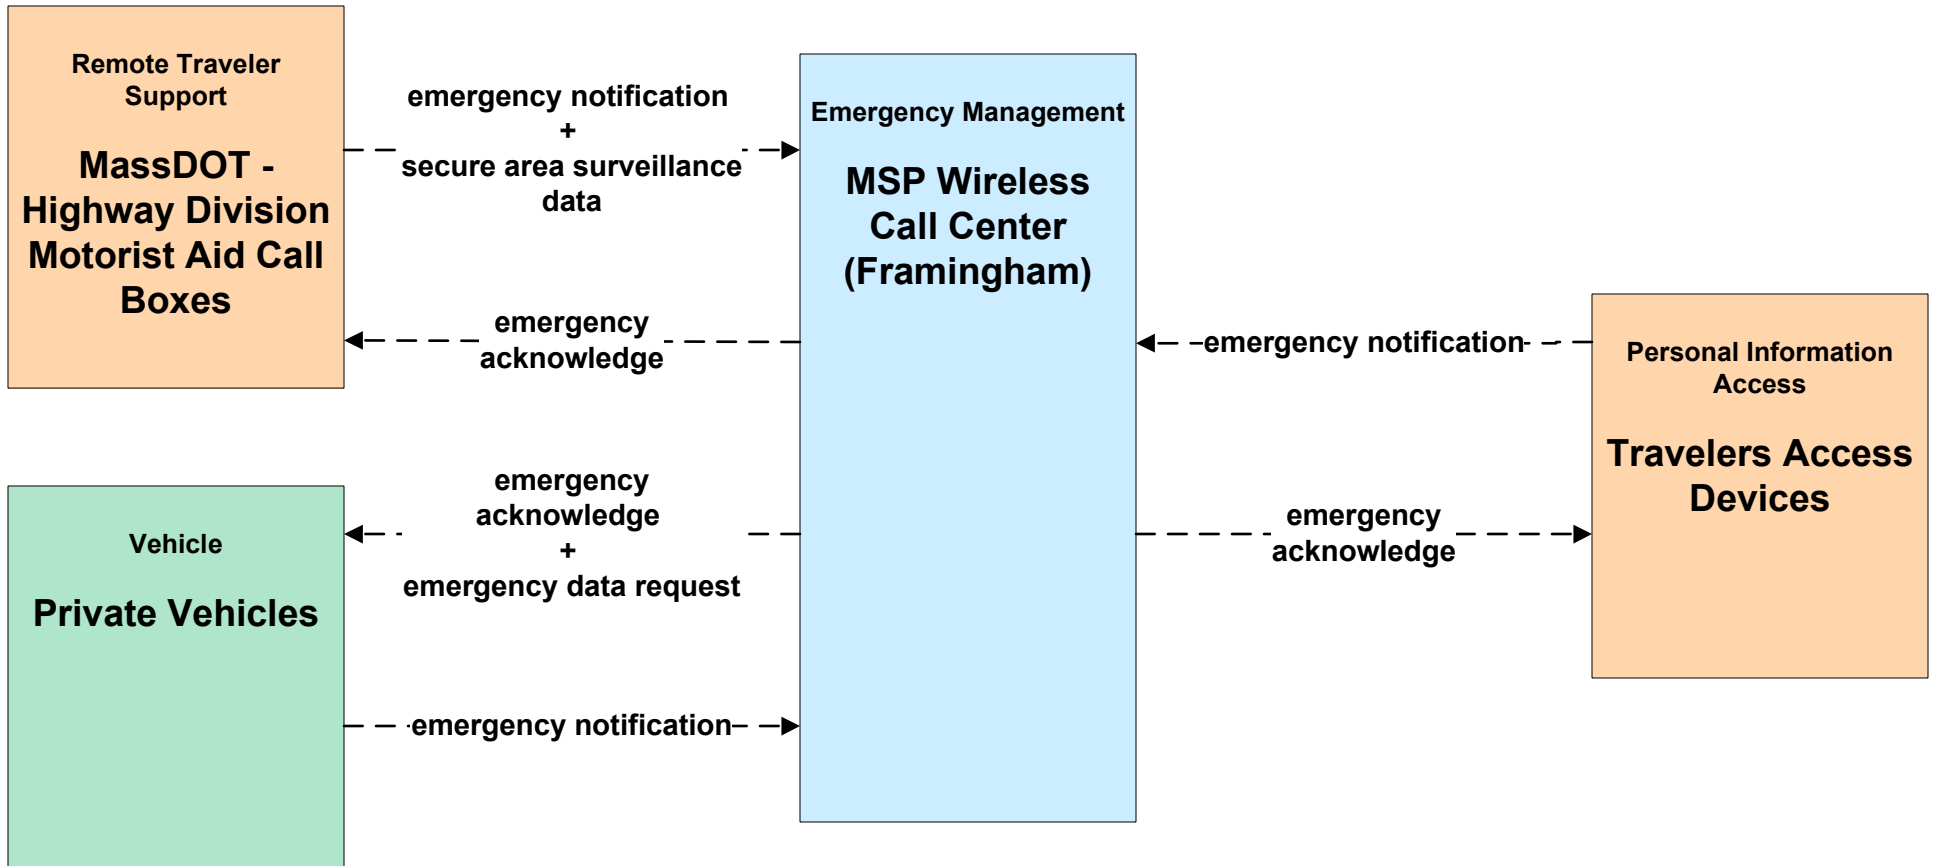 Remote Traveler
Support
MassDOT -
Highway Division
Motorist Aid Call
Boxes
emergency notification
+
secure area surveillance
data
emergency
acknowledge
Emergency Management
MSP Wireless
Call Center
(Framingham)
emergency notification
Personal Information
Access
Travelers Access
Devices
emergency
acknowledge
Vehicle
Private Vehicles
emergency
acknowledge
+
emergency data request
emergency notification